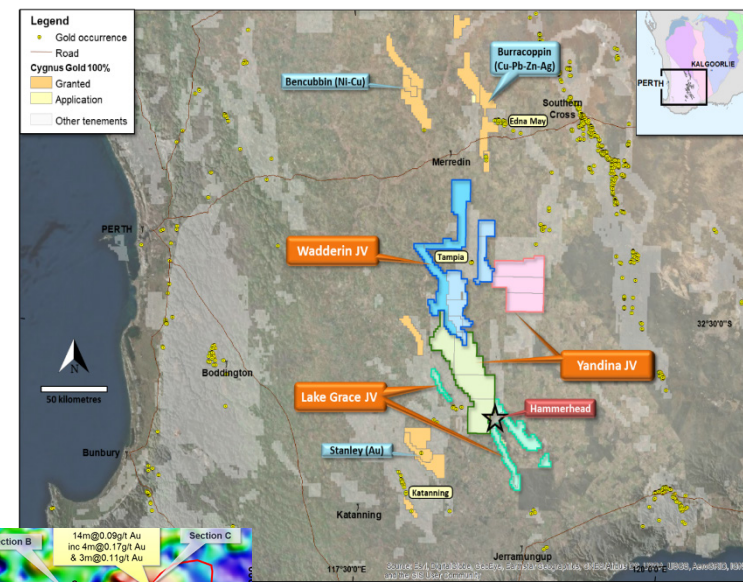 Legend
Gold occurrence
Road
Cygnus Gold 100%
Granted
Application
Other tenements
Bencubbin (Ni-Cu)
Burracoppin
(Cu-Pb-Zn-Ag)
KALGOORLIE
PERTH
Southern
Cross
Edna May
Merredin
PERTH
Wadderin JV
Tampia
32°30'0"S
N
50 kilometres
Boddington
Yandina JV
Lake Grace JV
Hammerhead
Bunbury
Stanley (Au)
Katanning
Katanning
Jerramungup
117°30'0"E
14m@0.09g/t Au
inc 4m@0.17g/t Au
& 3m@0.11g/t Au
Section B
Section C